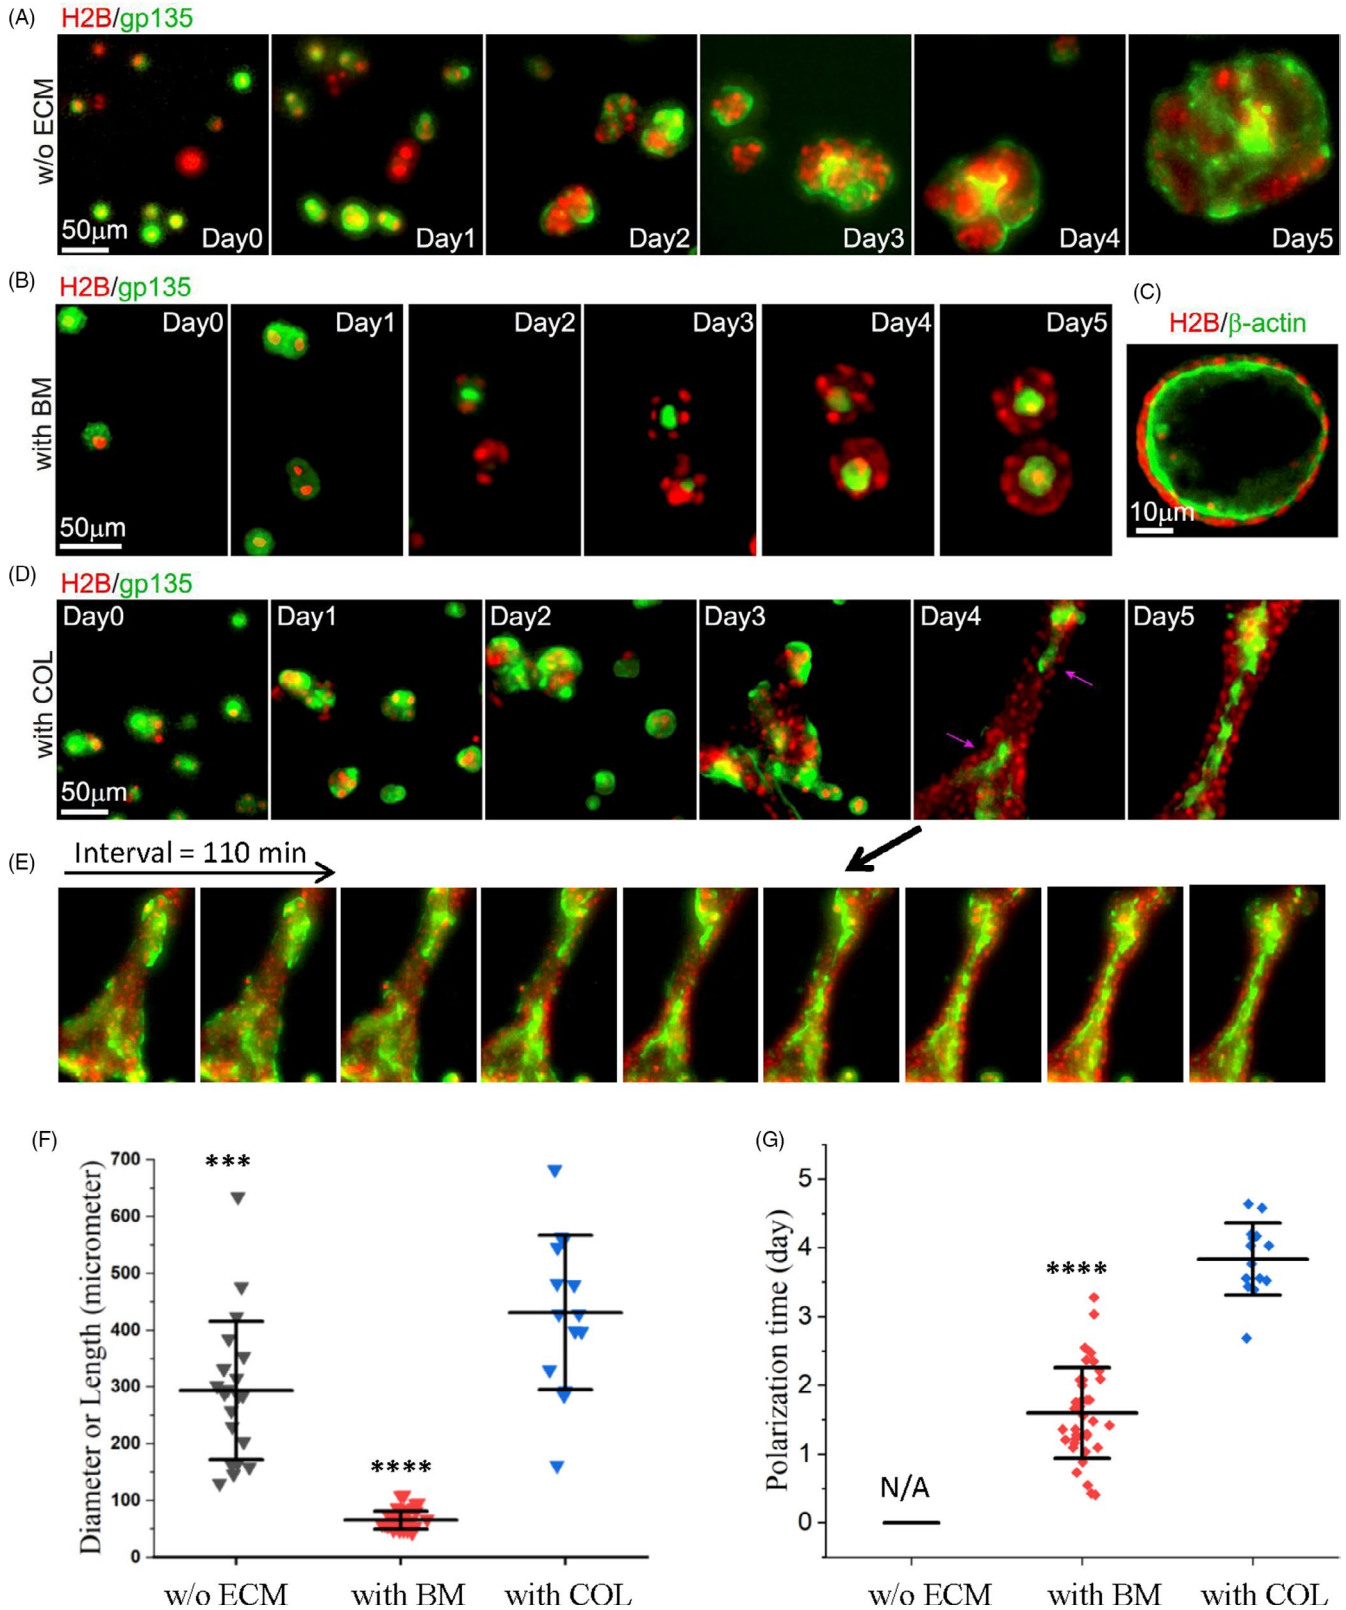 (A) H2B/gp135
w/o ECM
50μm
Day0
Day1
Day2
Day3
Day4
Day5
(B) H2B/gp135
with BM
Day0
Day1
Day2
Day3
Day4
Day5
50μm
(C)
H2B/β-actin
10μm
(D) H2B/gp135
with COL
Day0
Day1
Day2
Day3
Day4
Day5
50μm
(E) Interval = 110 min
(F)
Diameter or Length (micrometer)
700
600
500
400
300
200
100
0
***
****
w/o ECM
with BM
with COL
(G)
Polarization time (day)
5
4
3
2
1
0
N/A
****
w/o ECM
with BM
with COL